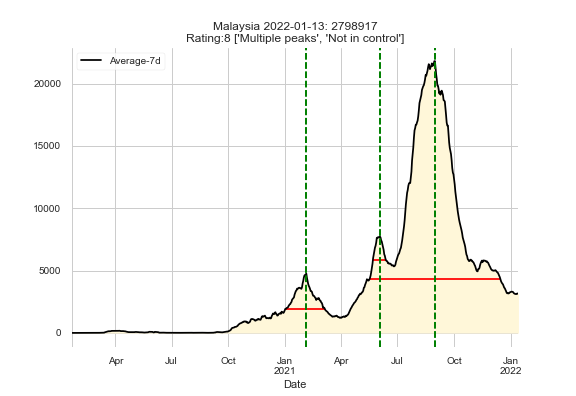 Malaysia 2022-01-13: 2798917
Rating:8 ['Multiple peaks', 'Not in control']
Average-7d
20000
15000
10000
5000
0
Apr Jul Oct Jan Apr Jul Oct Jan
2021 2022
Date